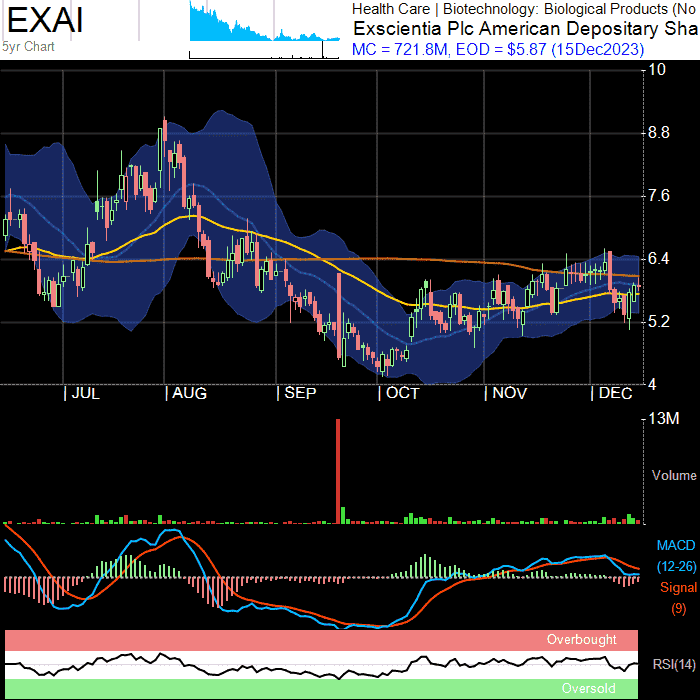 EXAI
5yr Chart
Health Care | Biotechnology: Biological Products (No
Exscientia Plc American Depositary Sha
MC = 721.8M, EOD = $5.87 (15Dec2023)
10
8.8
7.6
6.4
5.2
4
| JUL | AUG | SEP | OCT | NOV | DEC
13M
Volume
MACD
(12-26)
Signal
(9)
Overbought
RSI(14)
Oversold